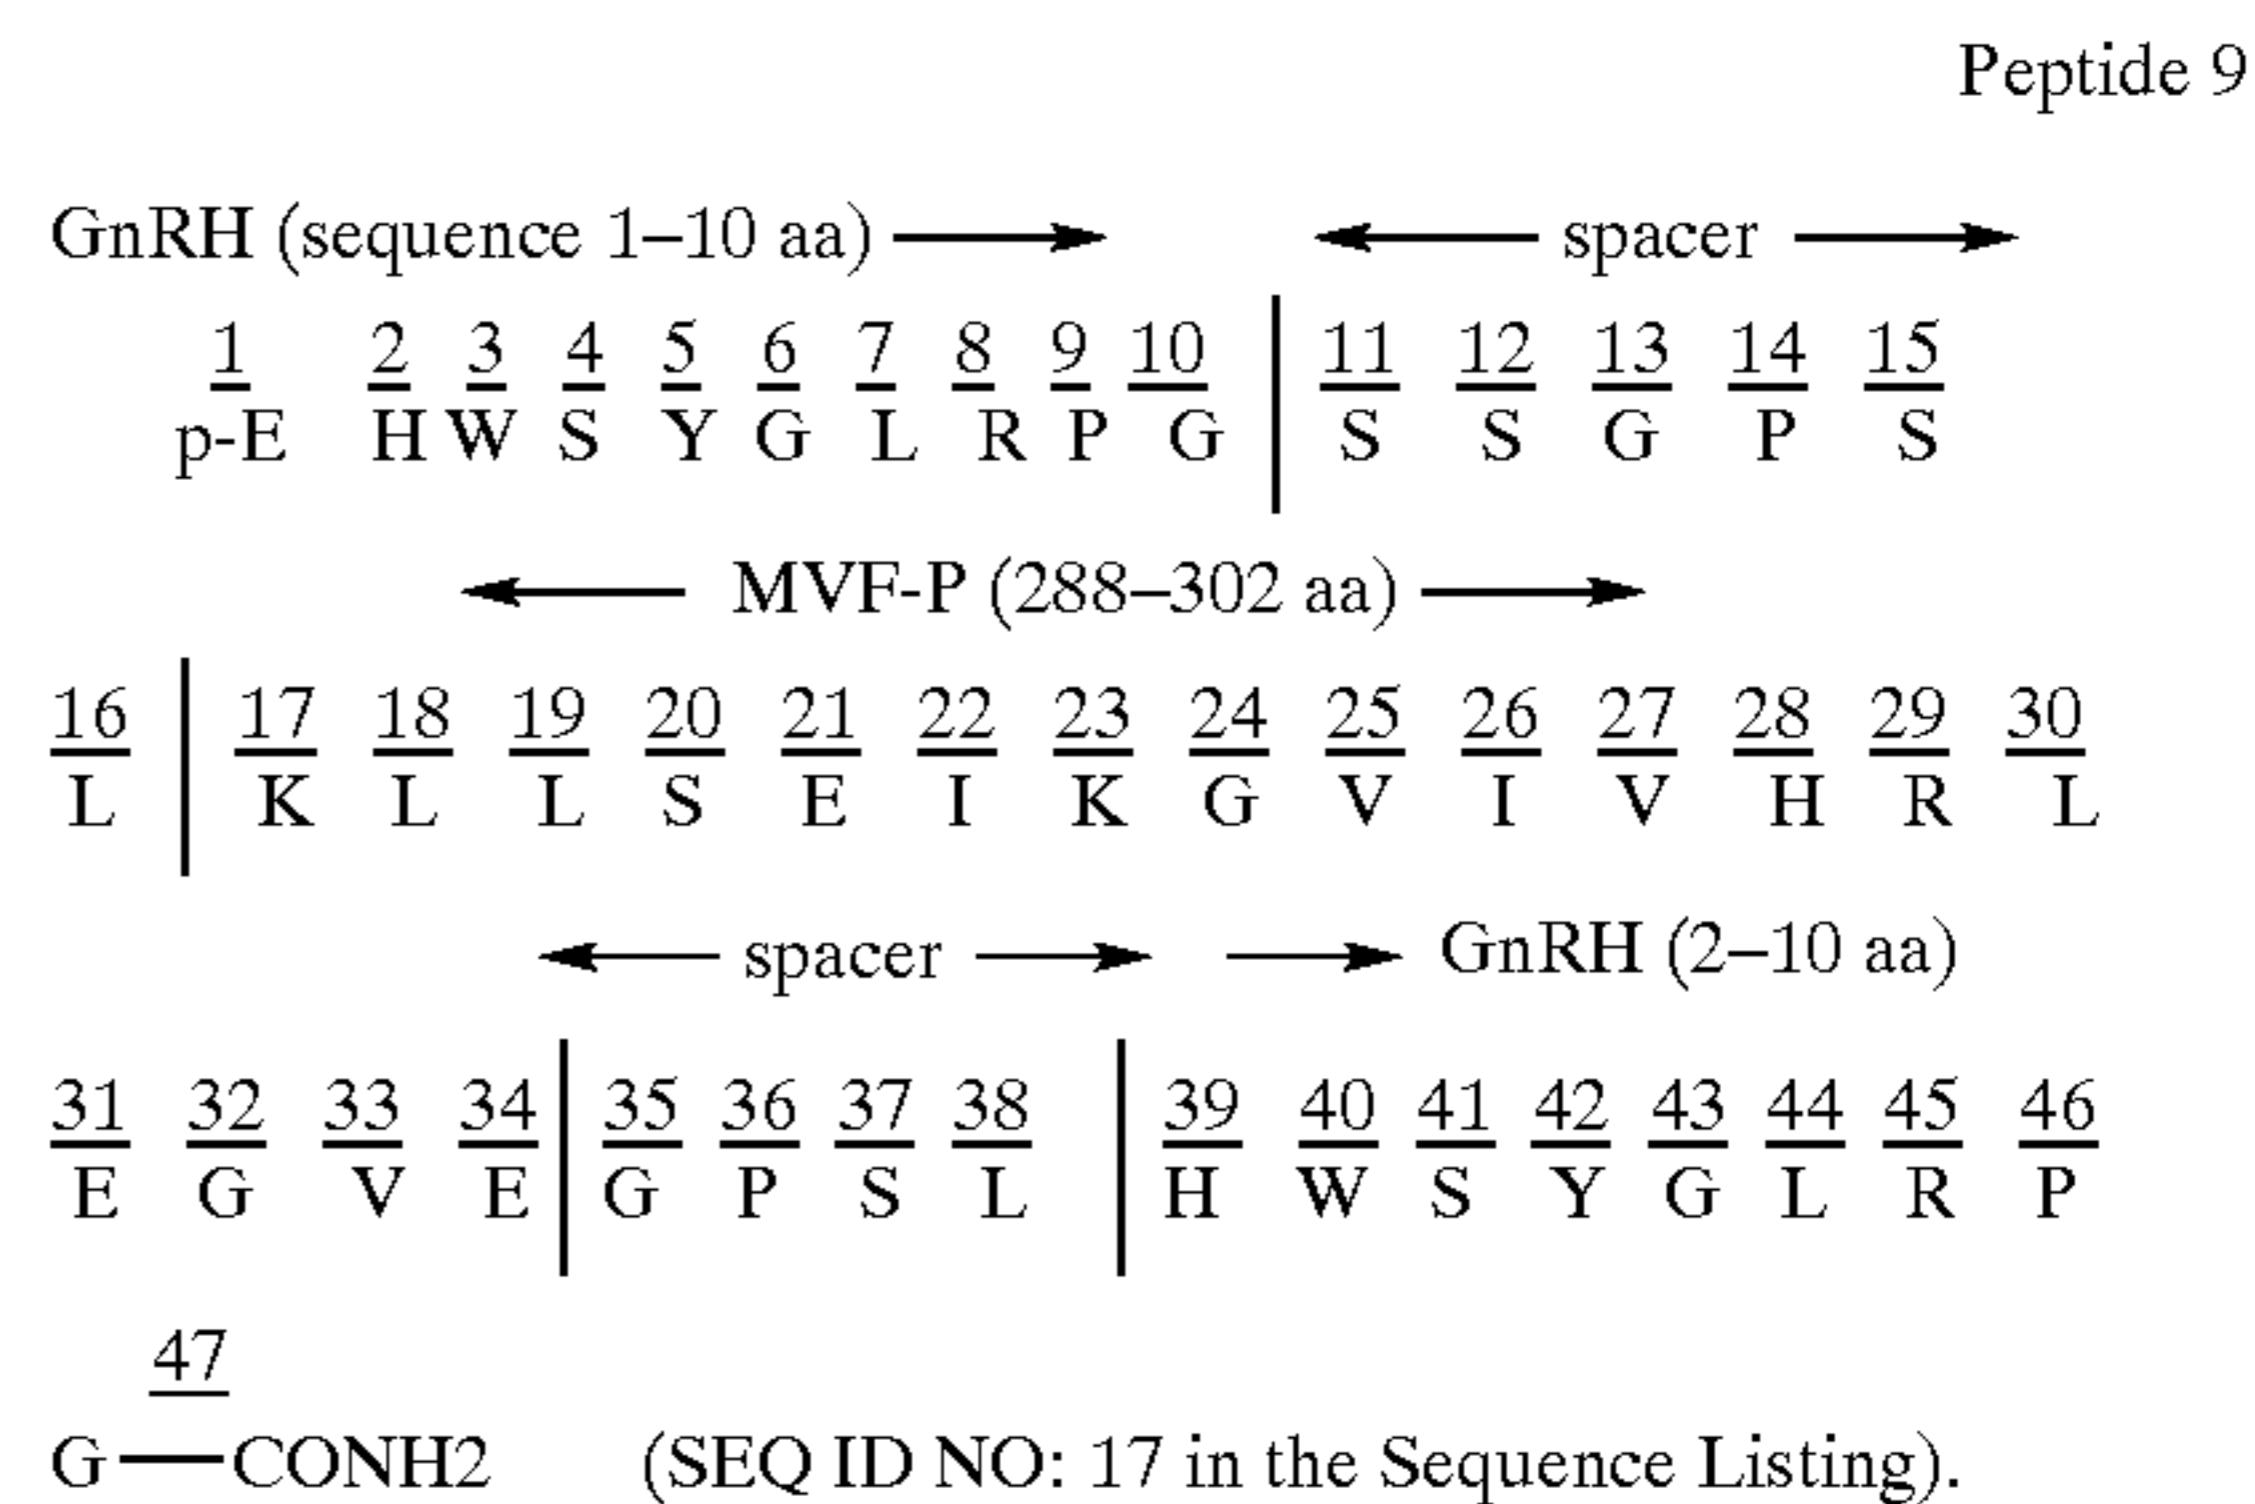 Peptide 9
GnRH (sequence 1–10 aa) spacer
1 2 3 4 5 6 7 8 9 10 11 12 13 14 15
p-E H W S Y G L R P G S S G P S
MVF-P (288–302 aa)
16 17 18 19 20 21 22 23 24 25 26 27 28 29 30
L K L L S E I K G V I V H R L
spacer GnRH (2–10 aa)
31 32 33 34 35 36 37 38 39 40 41 42 43 44 45 46
E G V E G P S L H W S Y G L R P
47
G—CONH2 (SEQ ID NO: 17 in the Sequence Listing).